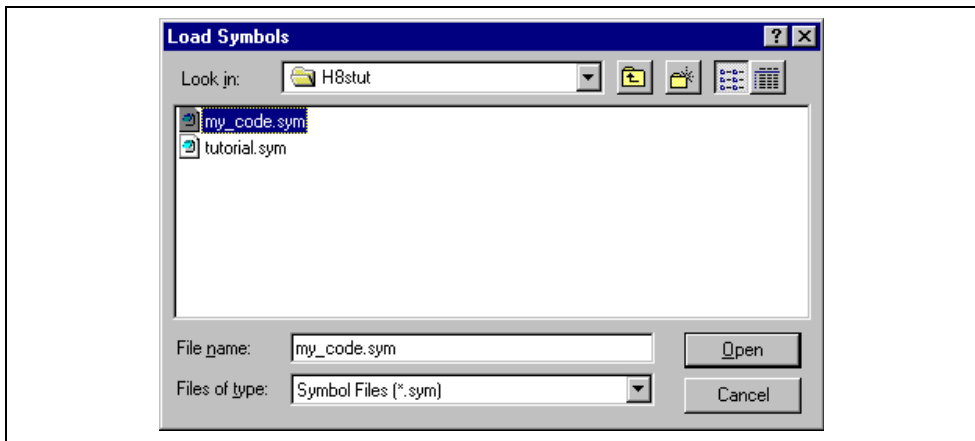 Load Symbols
Look in: H8stut
my_code.sym
tutorial.sym
File name: my_code.sym Open
Files of type: Symbol Files (*.sym) Cancel